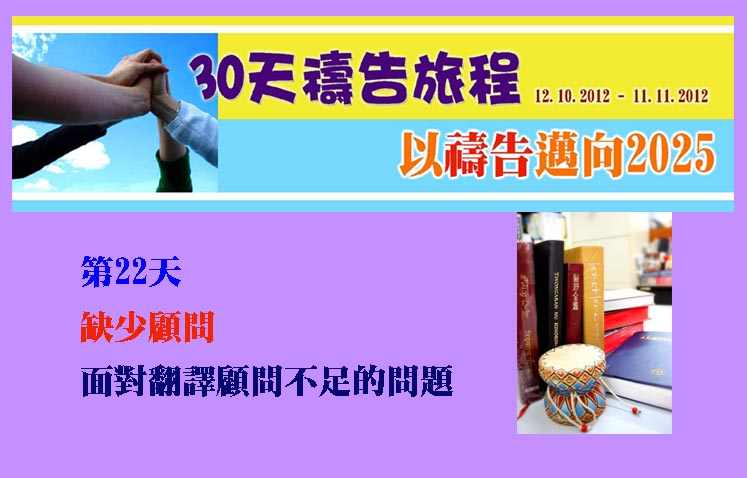 30天禱告旅程
12.10.2012 - 11.11.2012
以禱告邁向2025
第22天
缺少顧問
面對翻譯顧問不足的問題